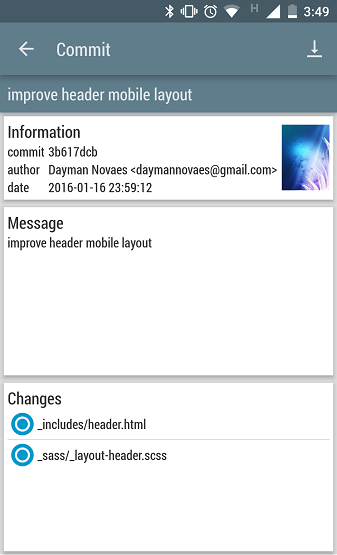 H 3:49
Commit
improve header mobile layout
Information
commit 3b617dcb
author Dayman Novaes <daymannovaes@gmail.com>
date 2016-01-16 23:59:12
Message
improve header mobile layout
Changes
_includes/header.html
_sass/_layout-header.scss